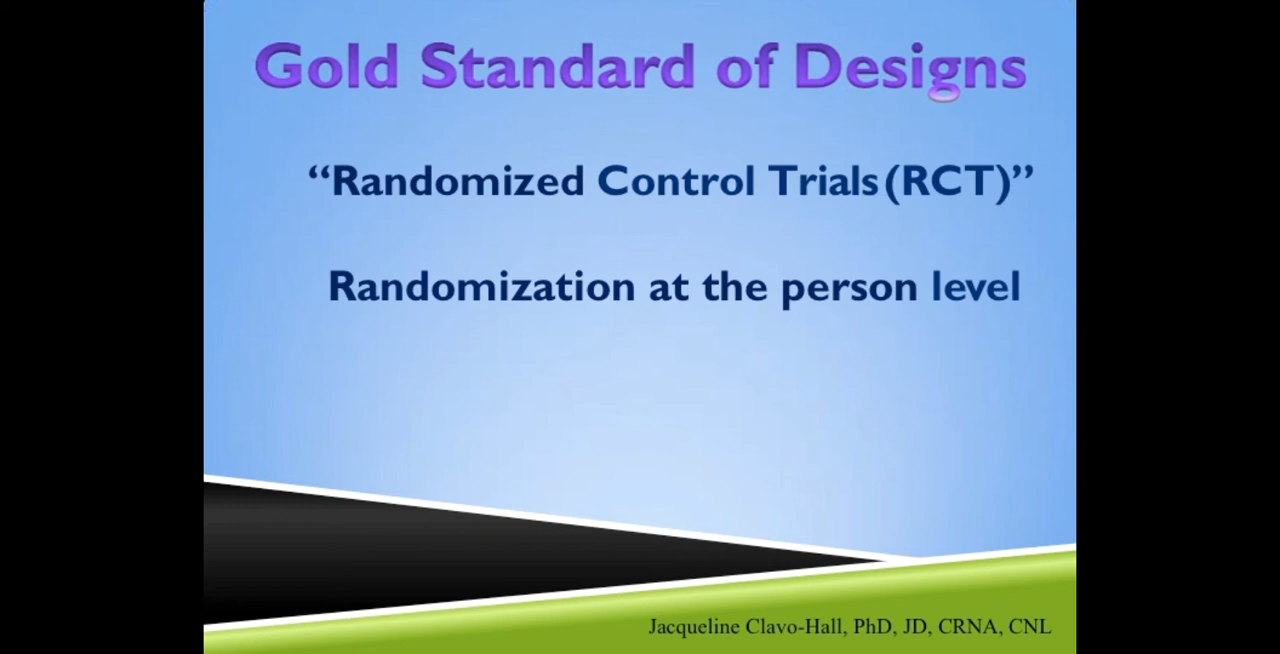 Gold Standard of Designs
“Randomized Control Trials (RCT)”
Randomization at the person level
Jacqueline Clavo-Hall, PhD, JD, CRNA, CNL